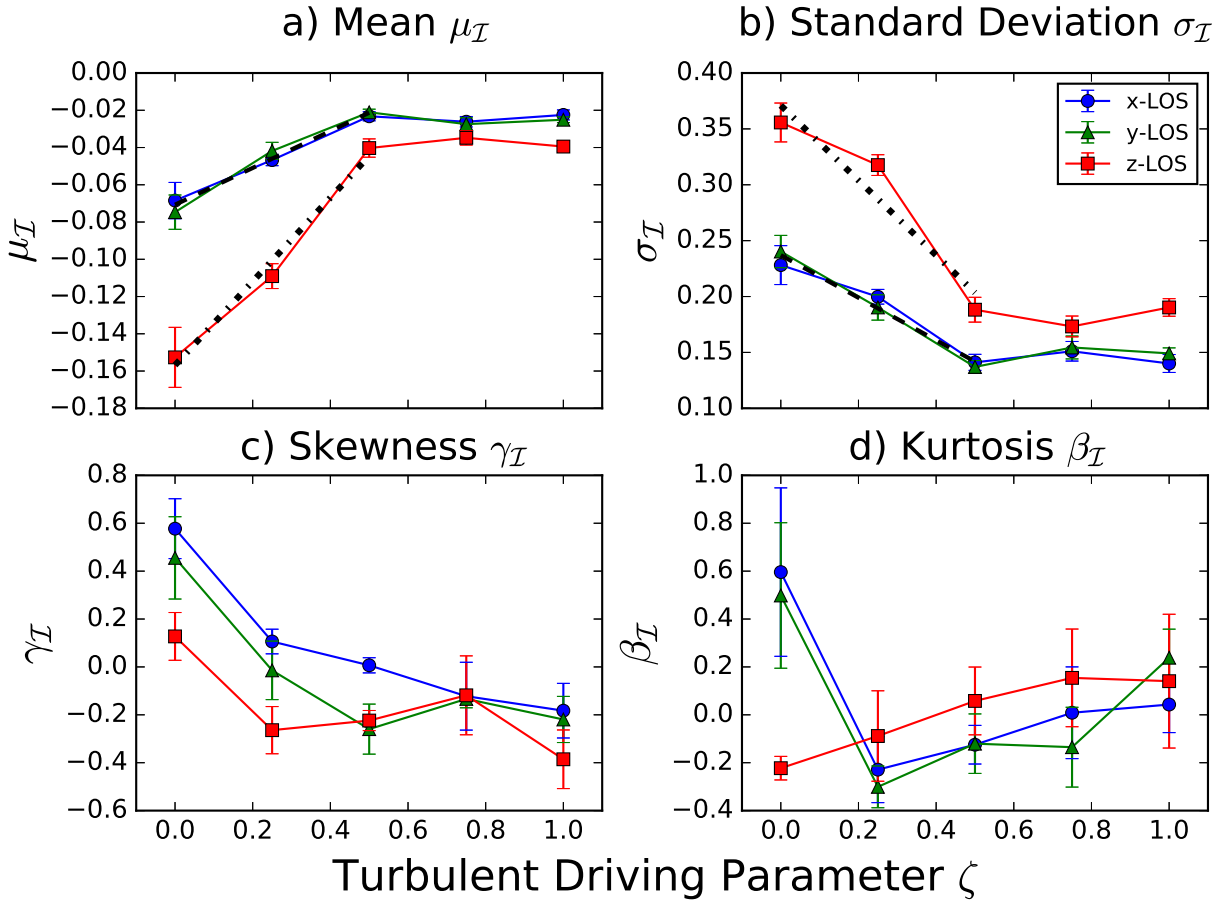 a) Mean μ_ℐ
b) Standard Deviation σ_ℐ
0.00
−0.02
−0.04
−0.06
−0.08
−0.10
−0.12
−0.14
−0.16
−0.18
μ_ℐ
0.40
0.35
0.30
0.25
0.20
0.15
0.10
σ_ℐ
x-LOS
y-LOS
z-LOS
c) Skewness γ_ℐ
d) Kurtosis β_ℐ
0.8
0.6
0.4
0.2
0.0
−0.2
−0.4
−0.6
γ_ℐ
0.0 0.2 0.4 0.6 0.8 1.0
1.0
0.8
0.6
0.4
0.2
0.0
−0.2
−0.4
β_ℐ
0.0 0.2 0.4 0.6 0.8 1.0
Turbulent Driving Parameter ζ